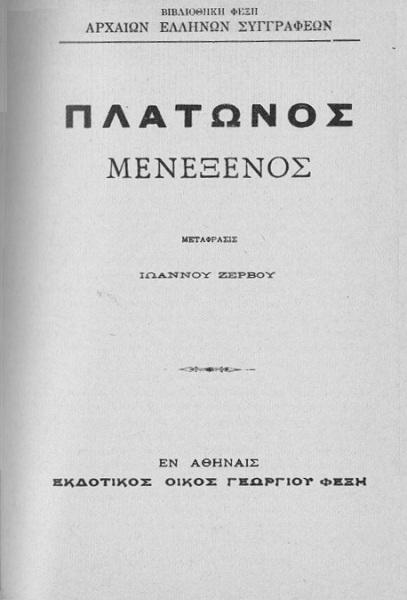 ΒΙΒΛΙΟΘΗΚΗ ΦΕΞΗ
ΑΡΧΑΙΩΝ ΕΛΛΗΝΩΝ ΣΥΓΓΡΑΦΕΩΝ
ΠΛΑΤΩΝΟΣ
ΜΕΝΕΞΕΝΟΣ
ΜΕΤΑΦΡΑΣΙΣ
ΙΩΑΝΝΟΥ ΖΕΡΒΟΥ
ΕΝ ΑΘΗΝΑΙΣ
ΕΚΔΟΤΙΚΟΣ ΟΙΚΟΣ ΓΕΩΡΓΙΟΥ ΦΕΞΗ